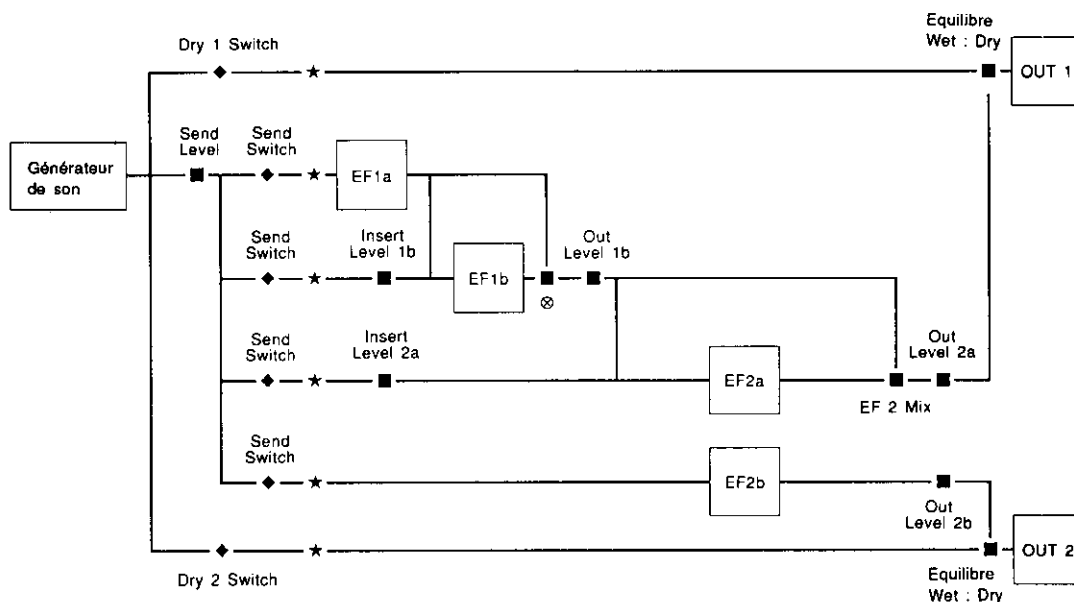 Equilibre
Wet : Dry
Dry 1 Switch
OUT 1
Send
Level
Send
Switch
Générateur
de son
EF1a
Send
Switch
Insert
Level 1b
Out
Level 1b
EF1b
Send
Switch
Insert
Level 2a
Out
Level 2a
EF2a
EF 2 Mix
Send
Switch
EF2b
Out
Level 2b
OUT 2
Dry 2 Switch
Equilibre
Wet : Dry